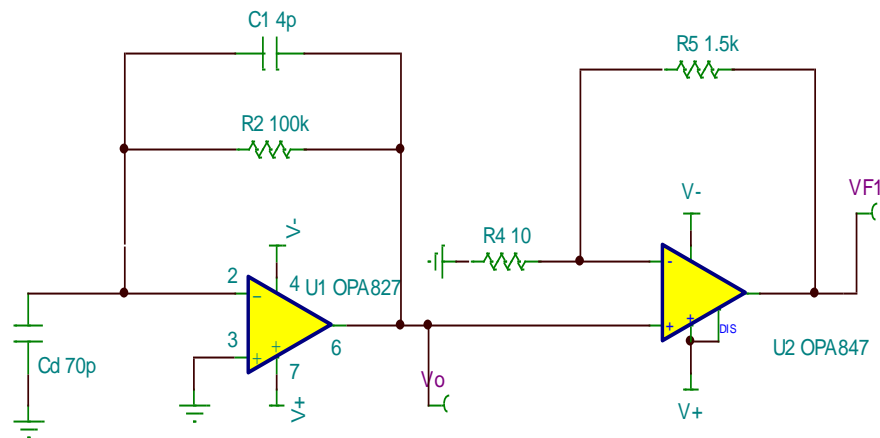 C1 4p
R2 100k
R5 1.5k
VF1
V-
V-
R4 10
2
4
U1 OPA827
-
+
DIS
3
6
7
Cd 70p
Vo
V+
V+
U2 OPA847